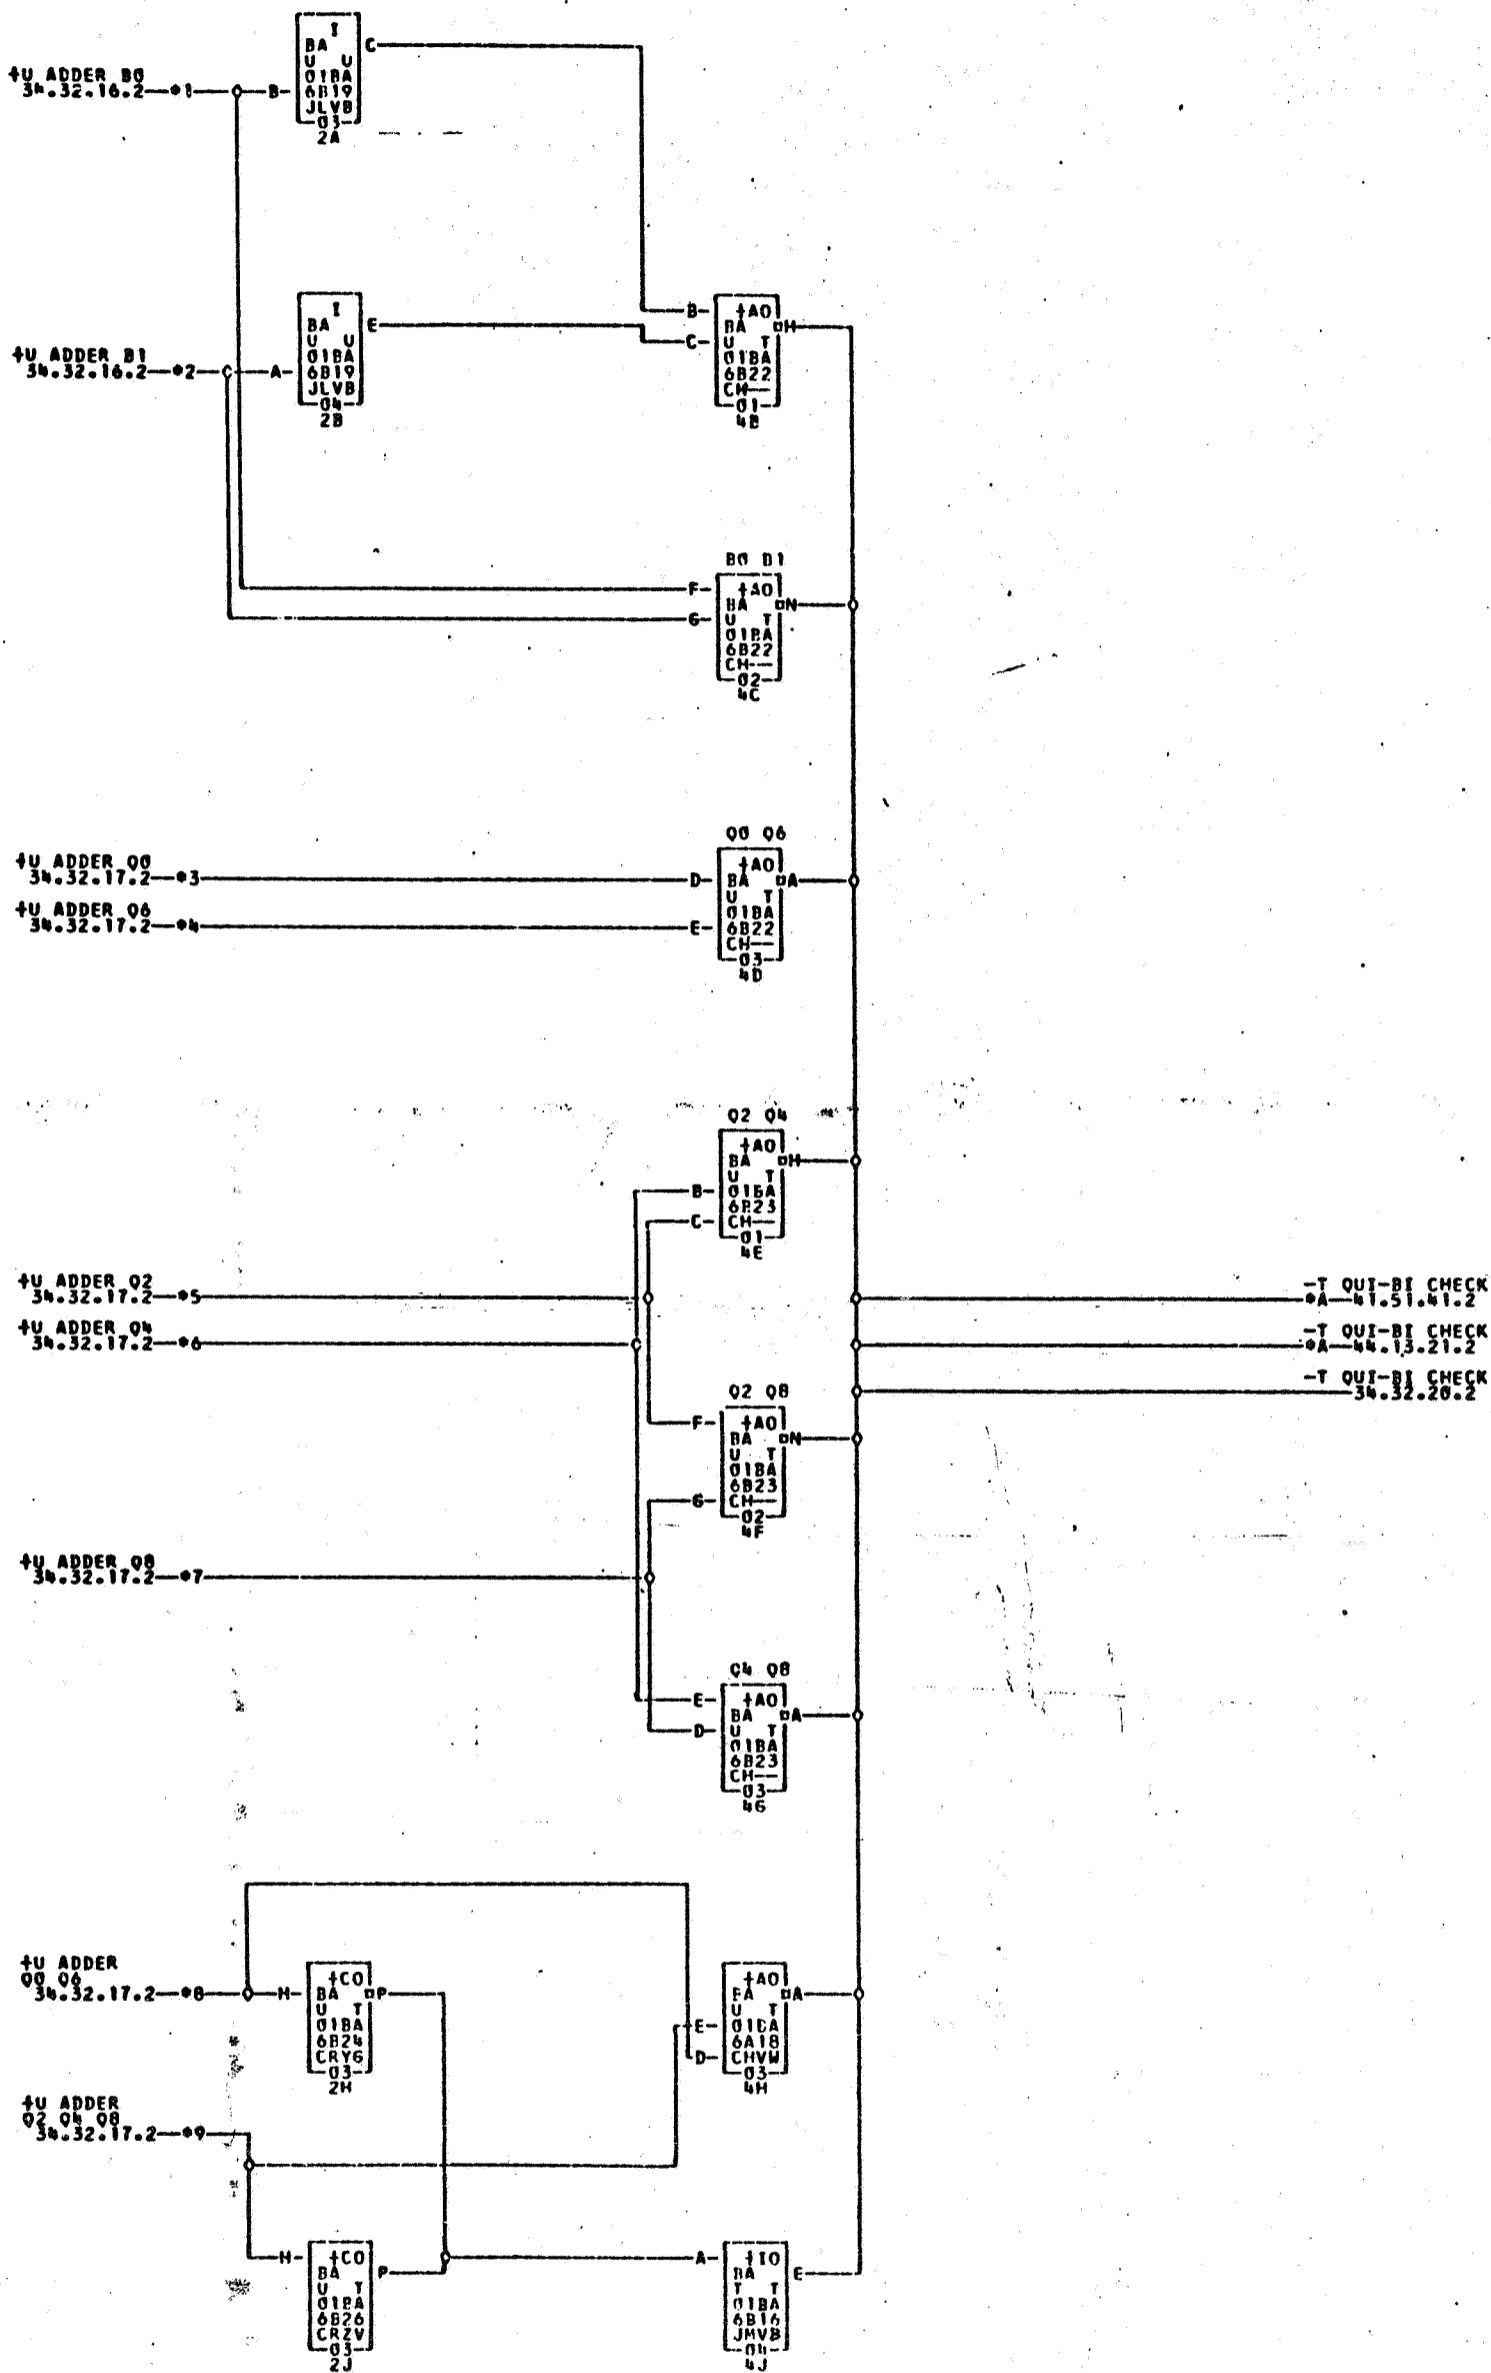 I
BA C
U U
+U ADDER B0
01BA
34.32.16.2—*1 B 6B19
JLVB
03
2A
I
BA E
U U
+U ADDER B1
01BA
34.32.16.2—*2 C A 6B19
JLVB
04
2B
B +AO
BA H
C U T
01BA
6B22
CH--
01
4B
B0 B1
F +AO
BA N
G U T
01BA
6B22
CH--
02
4C
Q0 Q6
+U ADDER Q0
+AO
34.32.17.2—*3 D BA A
U T
+U ADDER Q6
01BA
34.32.17.2—*4 E 6B22
CH--
03
4D
Q2 Q4
+AO
BA H
U T
B 01BA
6B23
C CH--
01
4E
+U ADDER Q2
34.32.17.2—*5
+U ADDER Q4
34.32.17.2—*6
-T QUI-BI CHECK
*A—41.51.41.2
-T QUI-BI CHECK
*A—44.13.21.2
-T QUI-BI CHECK
34.32.20.2
Q2 Q8
F +AO
BA N
U T
01BA
6B23
G CH--
02
4F
+U ADDER Q8
34.32.17.2—*7
Q4 Q8
E +AO
BA A
D U T
01BA
6B23
CH--
03
4G
+U ADDER
Q0 Q6
34.32.17.2—*8 H
+CO
BA P
U T
01BA
6B24
CRYG
03
2H
+AO
BA A
U T
E 01BA
6A18
D CHVW
03
4H
+U ADDER
Q2 Q4 Q8
34.32.17.2—*9
H +CO
BA P
U T
01BA
6B26
CRZV
03
2J
A +IO
BA E
T T
01BA
6B16
JMVB
04
4J